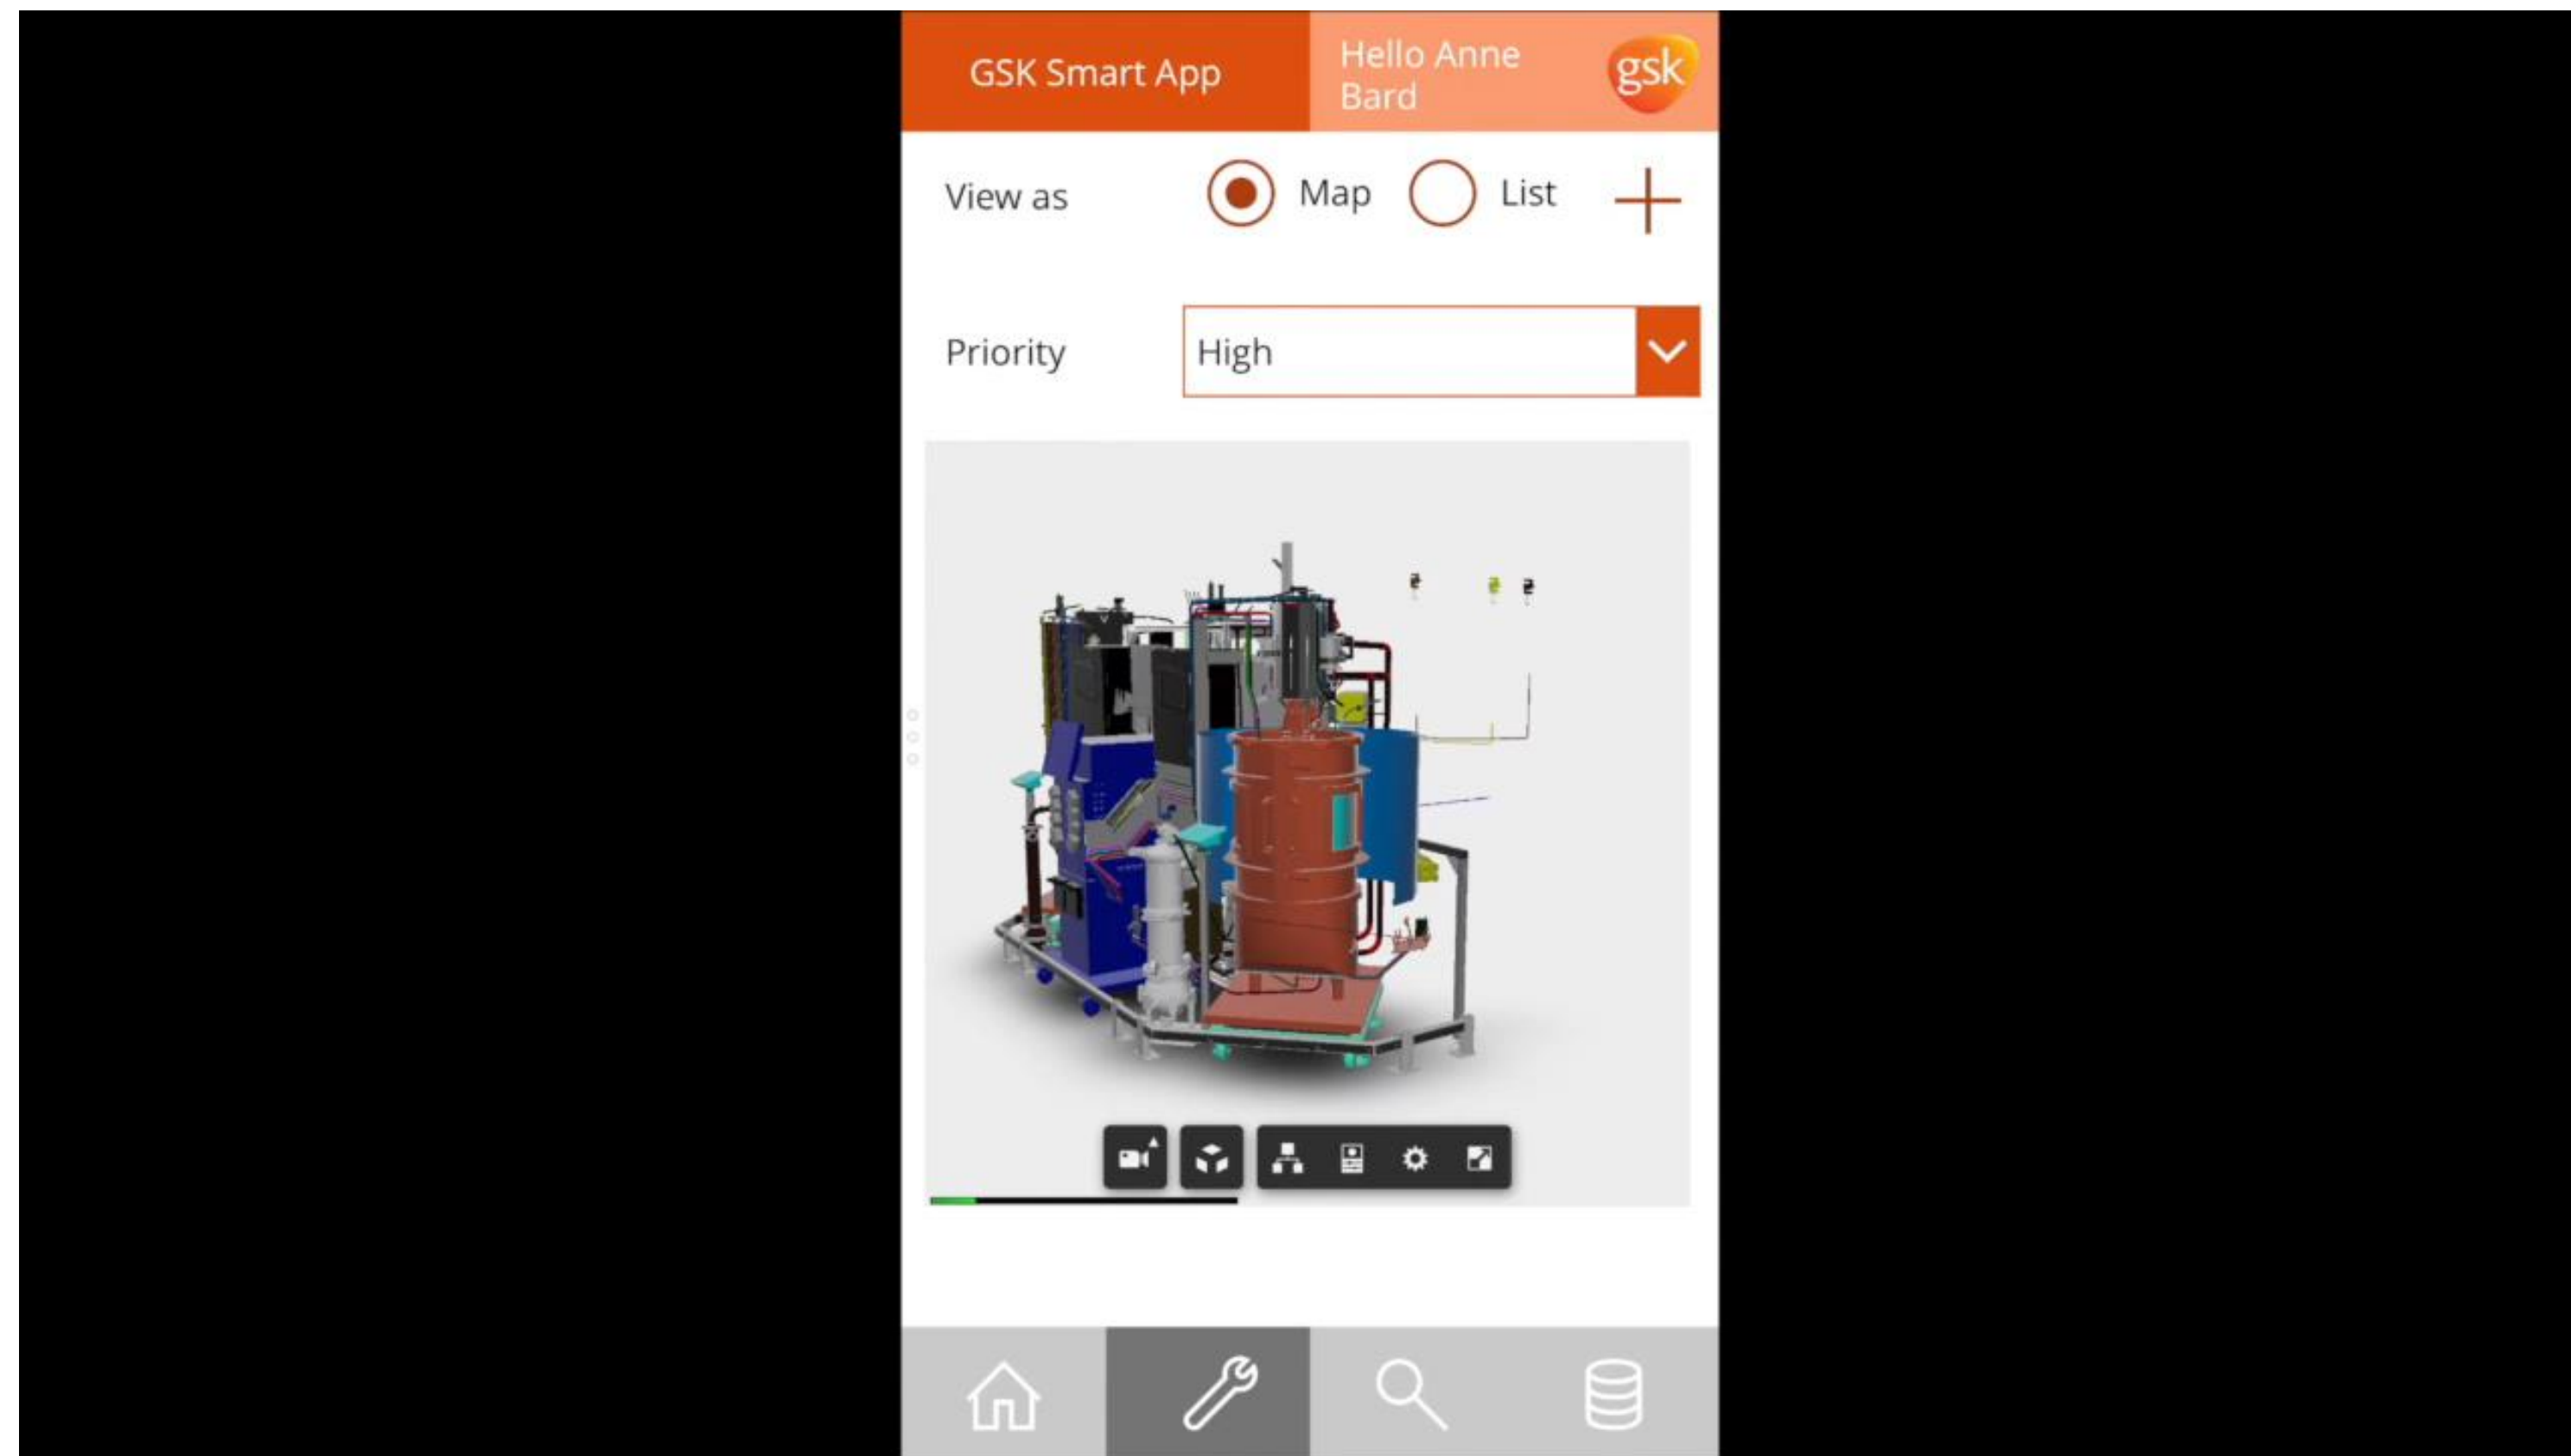 GSK Smart App
Hello Anne
Bard
gsk
View as
Map
List
Priority
High